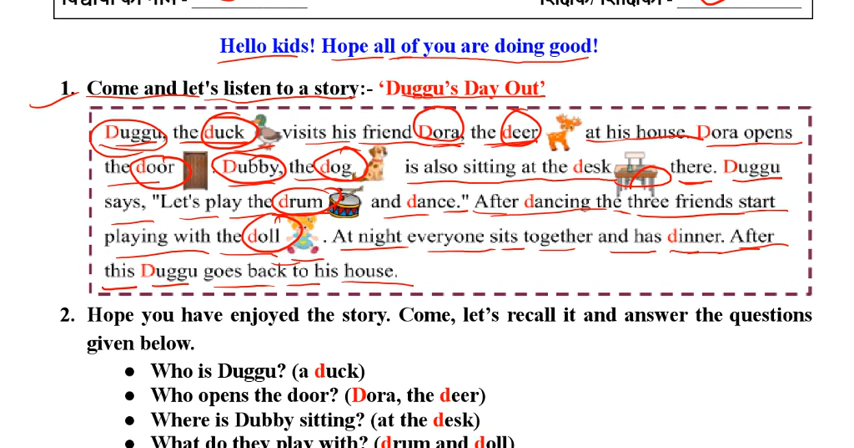 Hello kids! Hope all of you are doing good!
1. Come and let's listen to a story:- ‘Duggu’s Day Out’
Duggu, the duck visits his friend Dora, the deer at his house. Dora opens
the door . Dubby, the dog, is also sitting at the desk there. Duggu
says, "Let's play the drum and dance." After dancing the three friends start
playing with the doll . At night everyone sits together and has dinner. After
this Duggu goes back to his house.
2. Hope you have enjoyed the story. Come, let’s recall it and answer the questions
given below.
● Who is Duggu? (a duck)
● Who opens the door? (Dora, the deer)
● Where is Dubby sitting? (at the desk)
● What do they play with? (drum and doll)